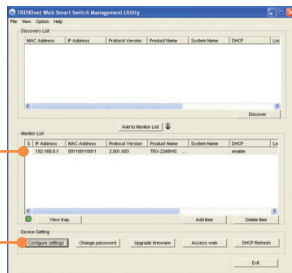 TRENDnet Web Smart Switch Management Utility
File View Option Help
Discovery List
MAC Address IP Address Protocol Version Product Name System Name DHCP Loc
Discover
Add to Monitor List
Monitor List
S IP Address MAC Address Protocol Version Product Name System Name DHCP Lo
192.168.0.1 001100110011 2.001.003 TEG-2248WS ... enable
View trap Add item Delete item
Device Setting
Configure settings Change password Upgrade firmware Access web DHCP Refresh
Exit